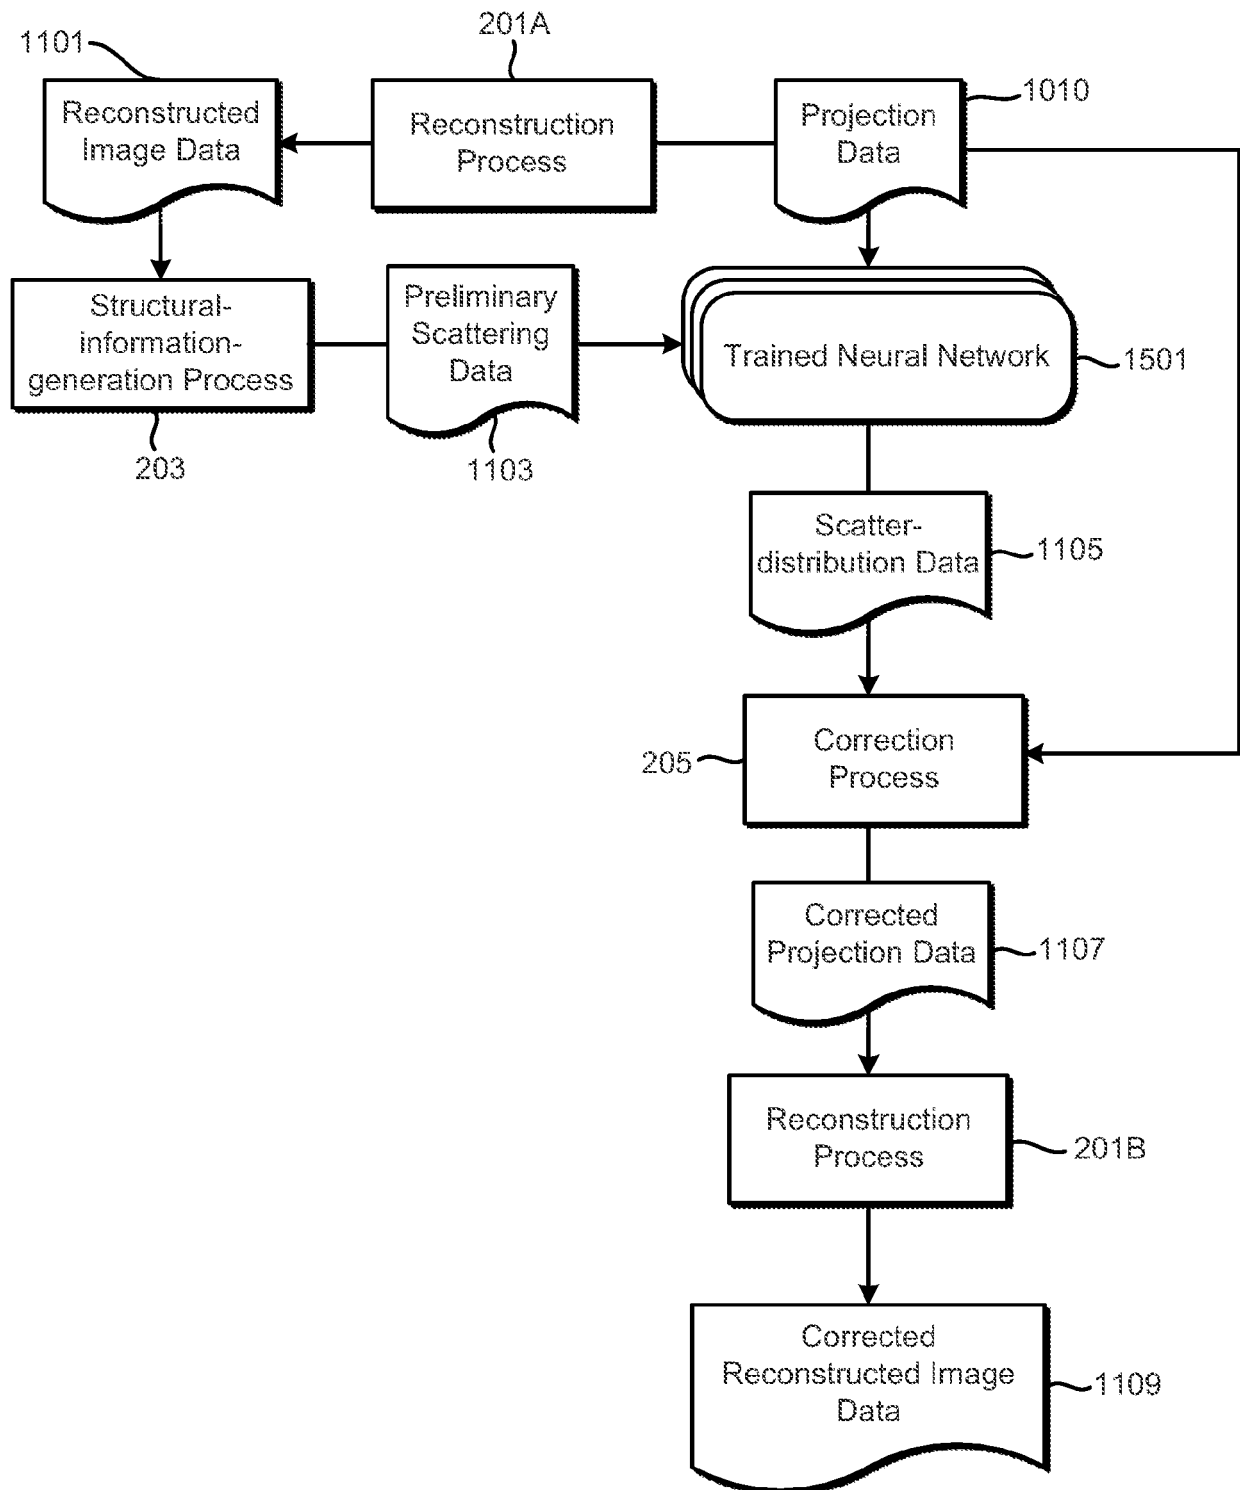 1101
201A
1010
Reconstructed
Image Data
Reconstruction
Process
Projection
Data
Structural-
information-
generation Process
Preliminary
Scattering
Data
Trained Neural Network
1501
203
1103
Scatter-
distribution Data
1105
Correction
Process
205
Corrected
Projection Data
1107
Reconstruction
Process
201B
Corrected
Reconstructed Image
Data
1109